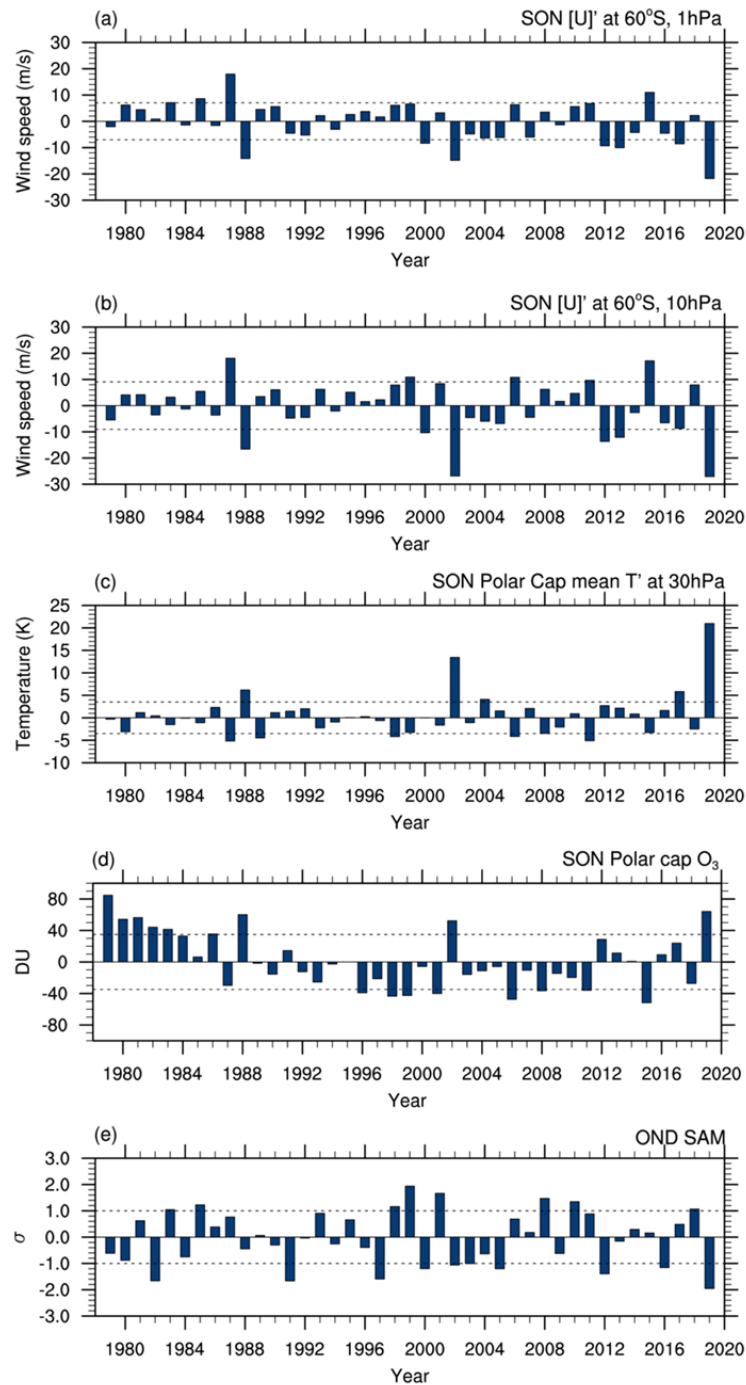 (a) SON [U]' at 60°S, 1hPa
Wind speed (m/s)
30
20
10
0
-10
-20
-30
1980 1984 1988 1992 1996 2000 2004 2008 2012 2016 2020
Year
(b) SON [U]' at 60°S, 10hPa
Wind speed (m/s)
30
20
10
0
-10
-20
-30
1980 1984 1988 1992 1996 2000 2004 2008 2012 2016 2020
Year
(c) SON Polar Cap mean T' at 30hPa
Temperature (K)
25
20
15
10
5
0
-5
-10
1980 1984 1988 1992 1996 2000 2004 2008 2012 2016 2020
Year
(d) SON Polar cap O₃
DU
80
40
0
-40
-80
1980 1984 1988 1992 1996 2000 2004 2008 2012 2016 2020
Year
(e) OND SAM
σ
3.0
2.0
1.0
0.0
-1.0
-2.0
-3.0
1980 1984 1988 1992 1996 2000 2004 2008 2012 2016 2020
Year